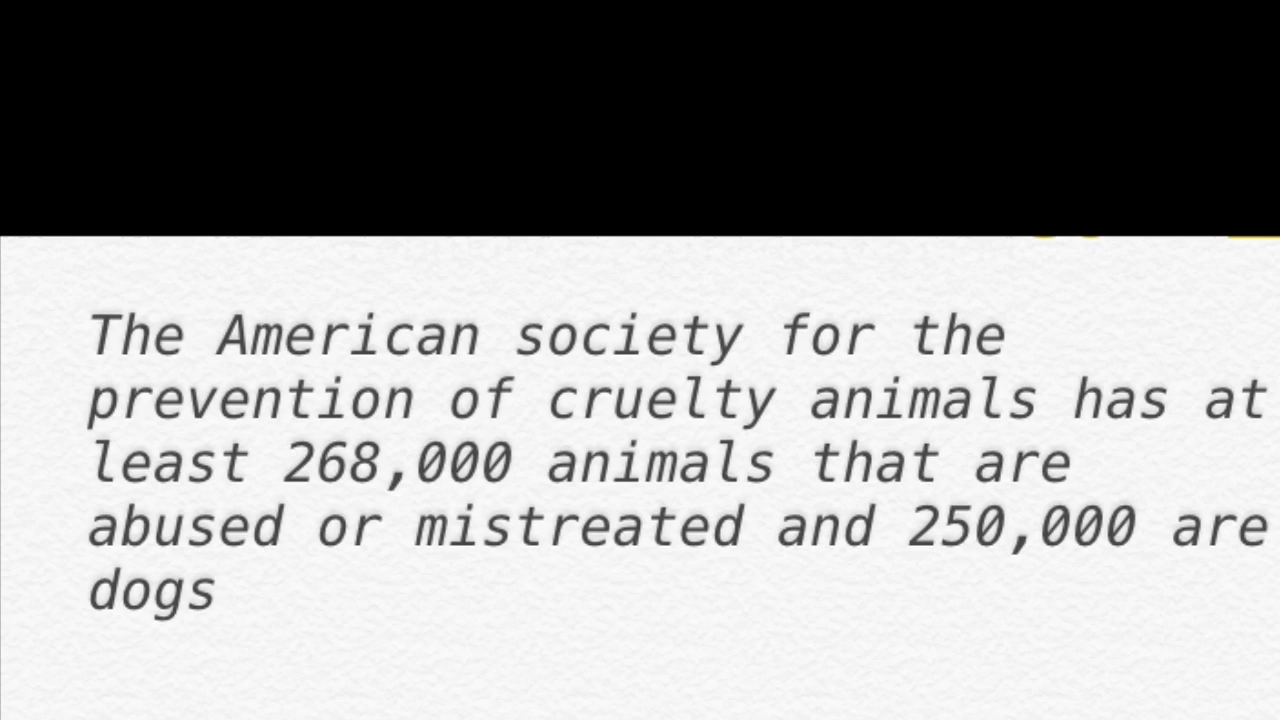 The American society for the
prevention of cruelty animals has at
least 268,000 animals that are
abused or mistreated and 250,000 are
dogs